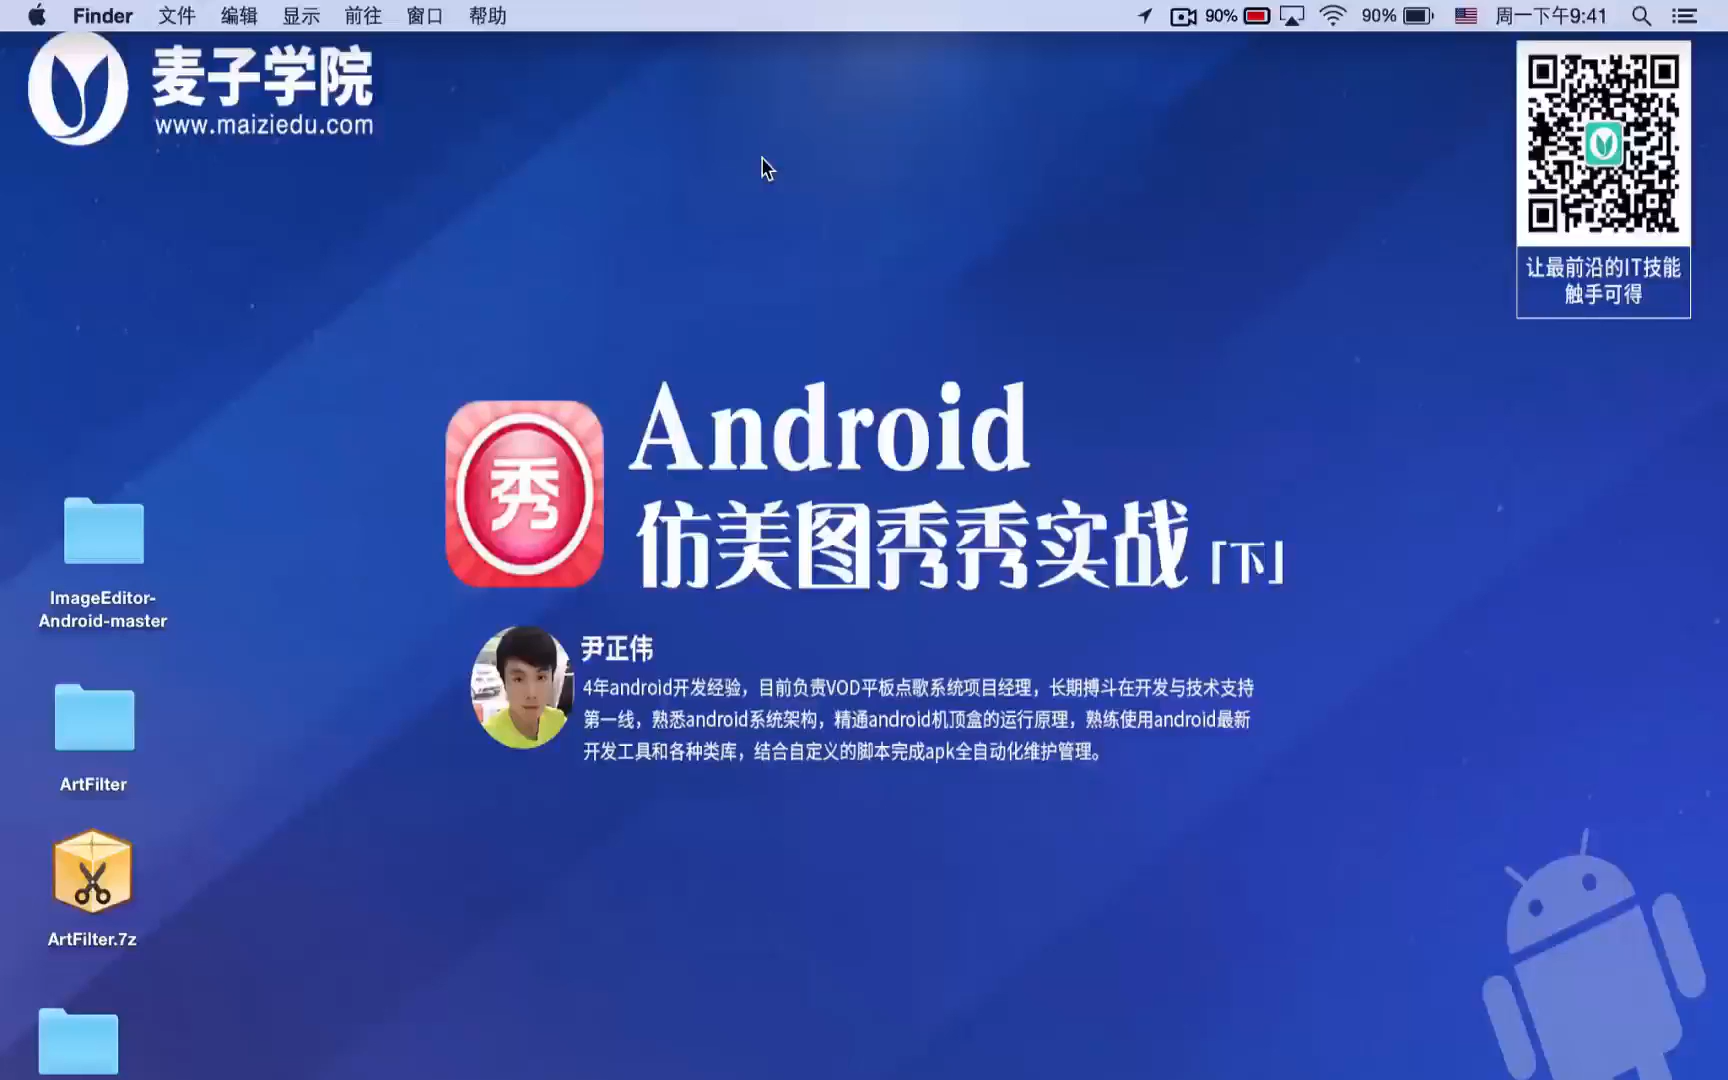 Finder 文件 编辑 显示 前往 窗口 帮助 90% 90% 周一下午9:41
麦子学院
www.maiziedu.com
让最前沿的IT技能
触手可得
秀
Android
仿美图秀秀实战「下」
尹正伟
4年android开发经验，目前负责VOD平板点歌系统项目经理，长期搏斗在开发与技术支持
第一线，熟悉android系统架构，精通android机顶盒的运行原理，熟练使用android最新
开发工具和各种类库，结合自定义的脚本完成apk全自动化维护管理。
ImageEditor-
Android-master
ArtFilter
ArtFilter.7z